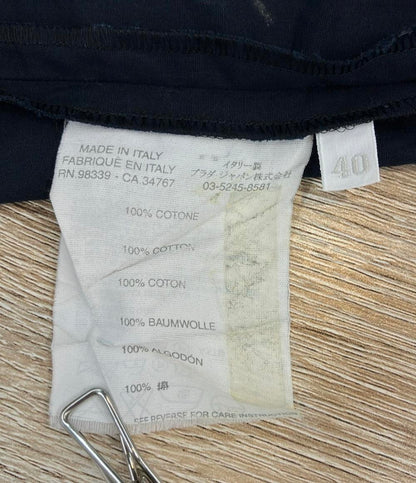 MADE IN ITALY
FABRIQUÉ EN ITALY
RN. 98339 - CA.34767
イタリー製
プラダ ジャパン株式会社
03-5245-8581
40
100% COTONE
100% COTTON
100% COTON
100% BAUMWOLLE
100% ALGODÓN
100% 綿
SEE REVERSE FOR CARE INSTRUCTION